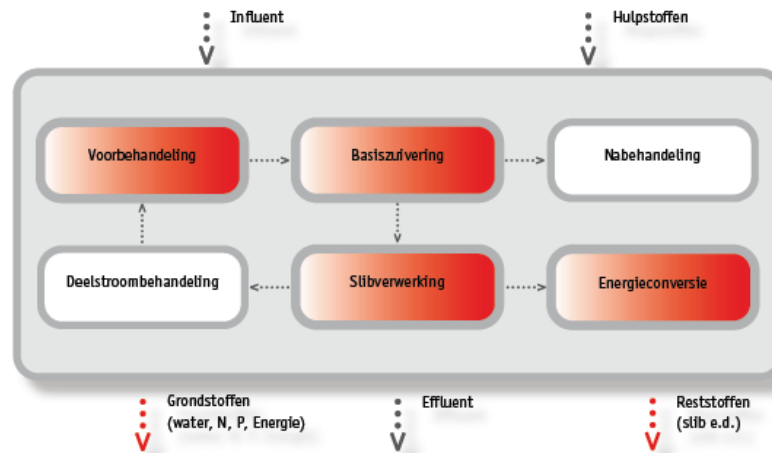 Influent
Hulpstoffen
Voorbehandeling
Basiszuivering
Nabehandeling
Deelstroombehandeling
Slibverwerking
Energieconversie
Grondstoffen
(water, N, P, Energie)
Effluent
Reststoffen
(slib e.d.)